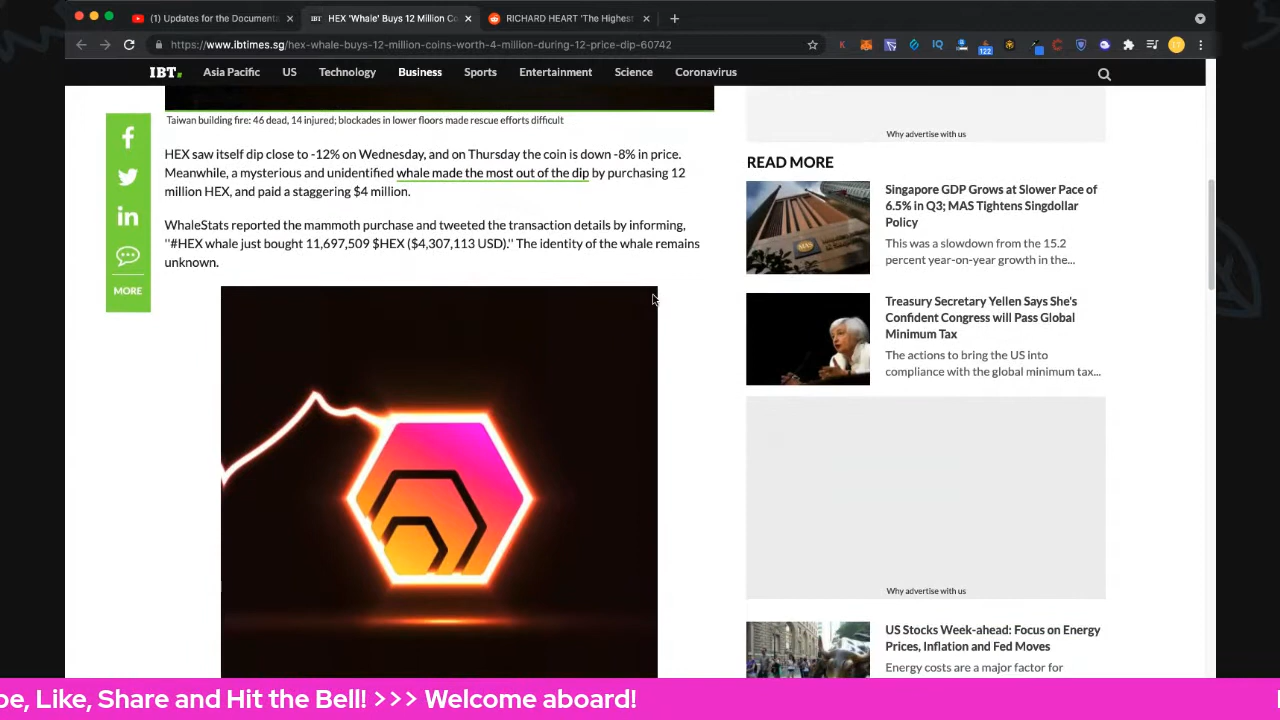 (1) Updates for the Documenta
HEX 'Whale' Buys 12 Million Co
RICHARD HEART 'The Highest
https://www.ibtimes.sg/hex-whale-buys-12-million-coins-worth-4-million-during-12-price-dip-60742
IBT.
Asia Pacific
US
Technology
Business
Sports
Entertainment
Science
Coronavirus
Taiwan building fire: 46 dead, 14 injured; blockades in lower floors made rescue efforts difficult
HEX saw itself dip close to -12% on Wednesday, and on Thursday the coin is down -8% in price.
Meanwhile, a mysterious and unidentified whale made the most out of the dip by purchasing 12
million HEX, and paid a staggering $4 million.
WhaleStats reported the mammoth purchase and tweeted the transaction details by informing,
''#HEX whale just bought 11,697,509 $HEX ($4,307,113 USD).'' The identity of the whale remains
unknown.
MORE
Why advertise with us
READ MORE
Singapore GDP Grows at Slower Pace of
6.5% in Q3; MAS Tightens Singdollar
Policy
This was a slowdown from the 15.2
percent year-on-year growth in the...
Treasury Secretary Yellen Says She's
Confident Congress will Pass Global
Minimum Tax
The actions to bring the US into
compliance with the global minimum tax...
Why advertise with us
US Stocks Week-ahead: Focus on Energy
Prices, Inflation and Fed Moves
Energy costs are a major factor for
be, Like, Share and Hit the Bell! >>> Welcome aboard!